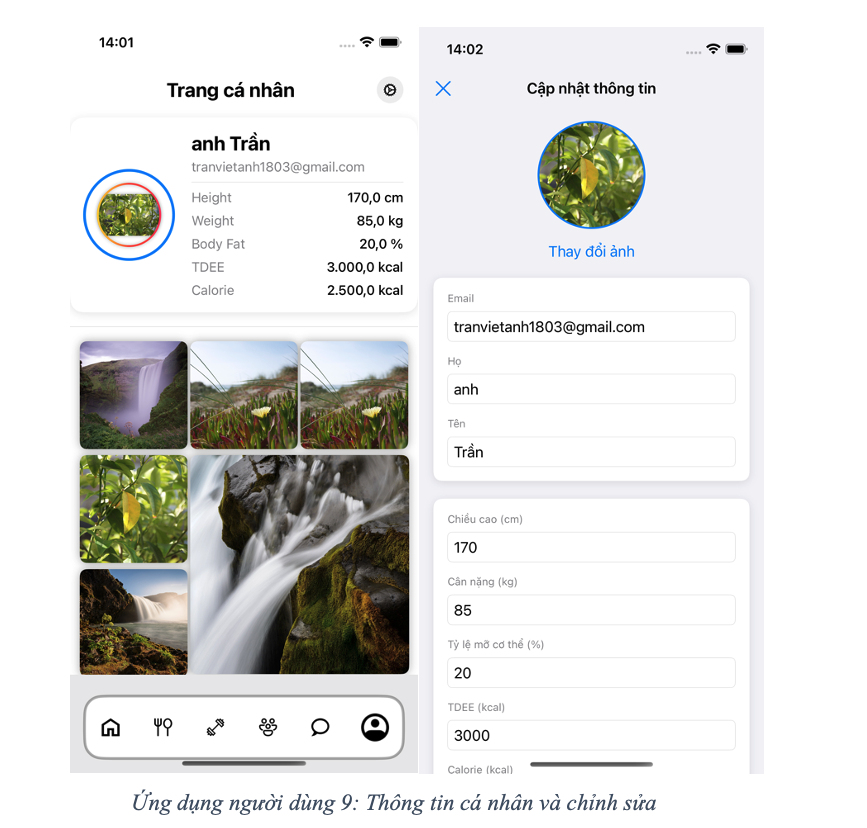 14:01
Trang cá nhân
anh Trần
tranvietanh1803@gmail.com
Height 170,0 cm
Weight 85,0 kg
Body Fat 20,0 %
TDEE 3.000,0 kcal
Calorie 2.500,0 kcal
14:02
Cập nhật thông tin
Thay đổi ảnh
Email
tranvietanh1803@gmail.com
Họ
anh
Tên
Trần
Chiều cao (cm)
170
Cân nặng (kg)
85
Tỷ lệ mỡ cơ thể (%)
20
TDEE (kcal)
3000
Calorie (kcal)
Ứng dụng người dùng 9: Thông tin cá nhân và chỉnh sửa